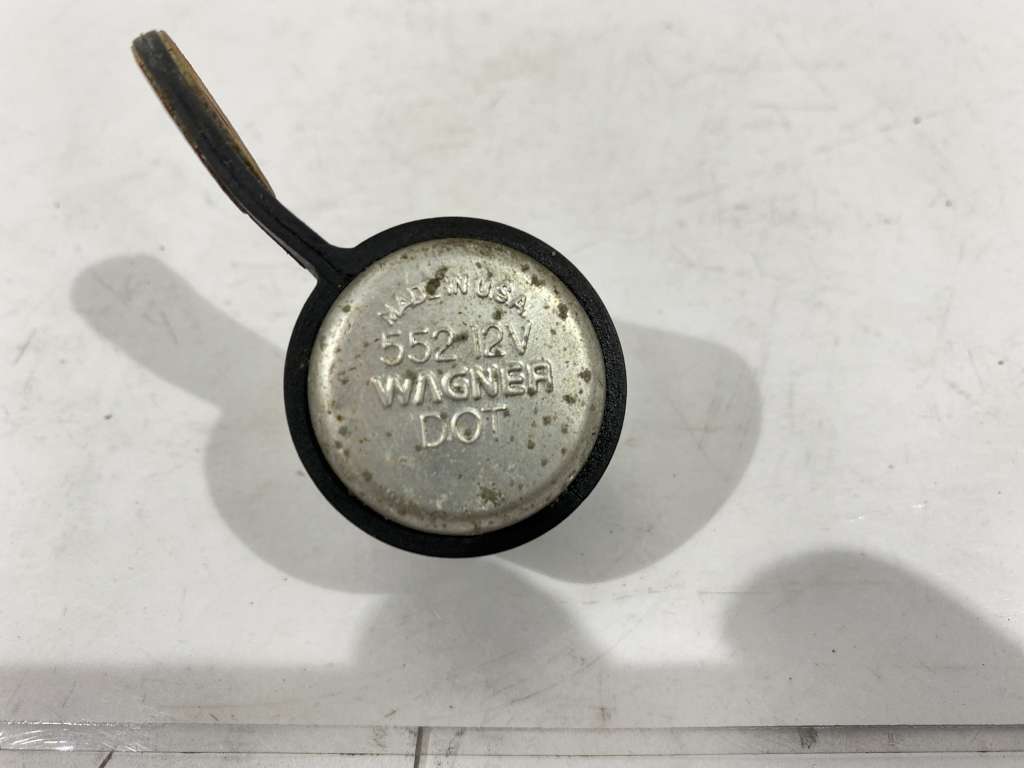 MADE IN U.S.A.
552 12V
WAGNER
DOT